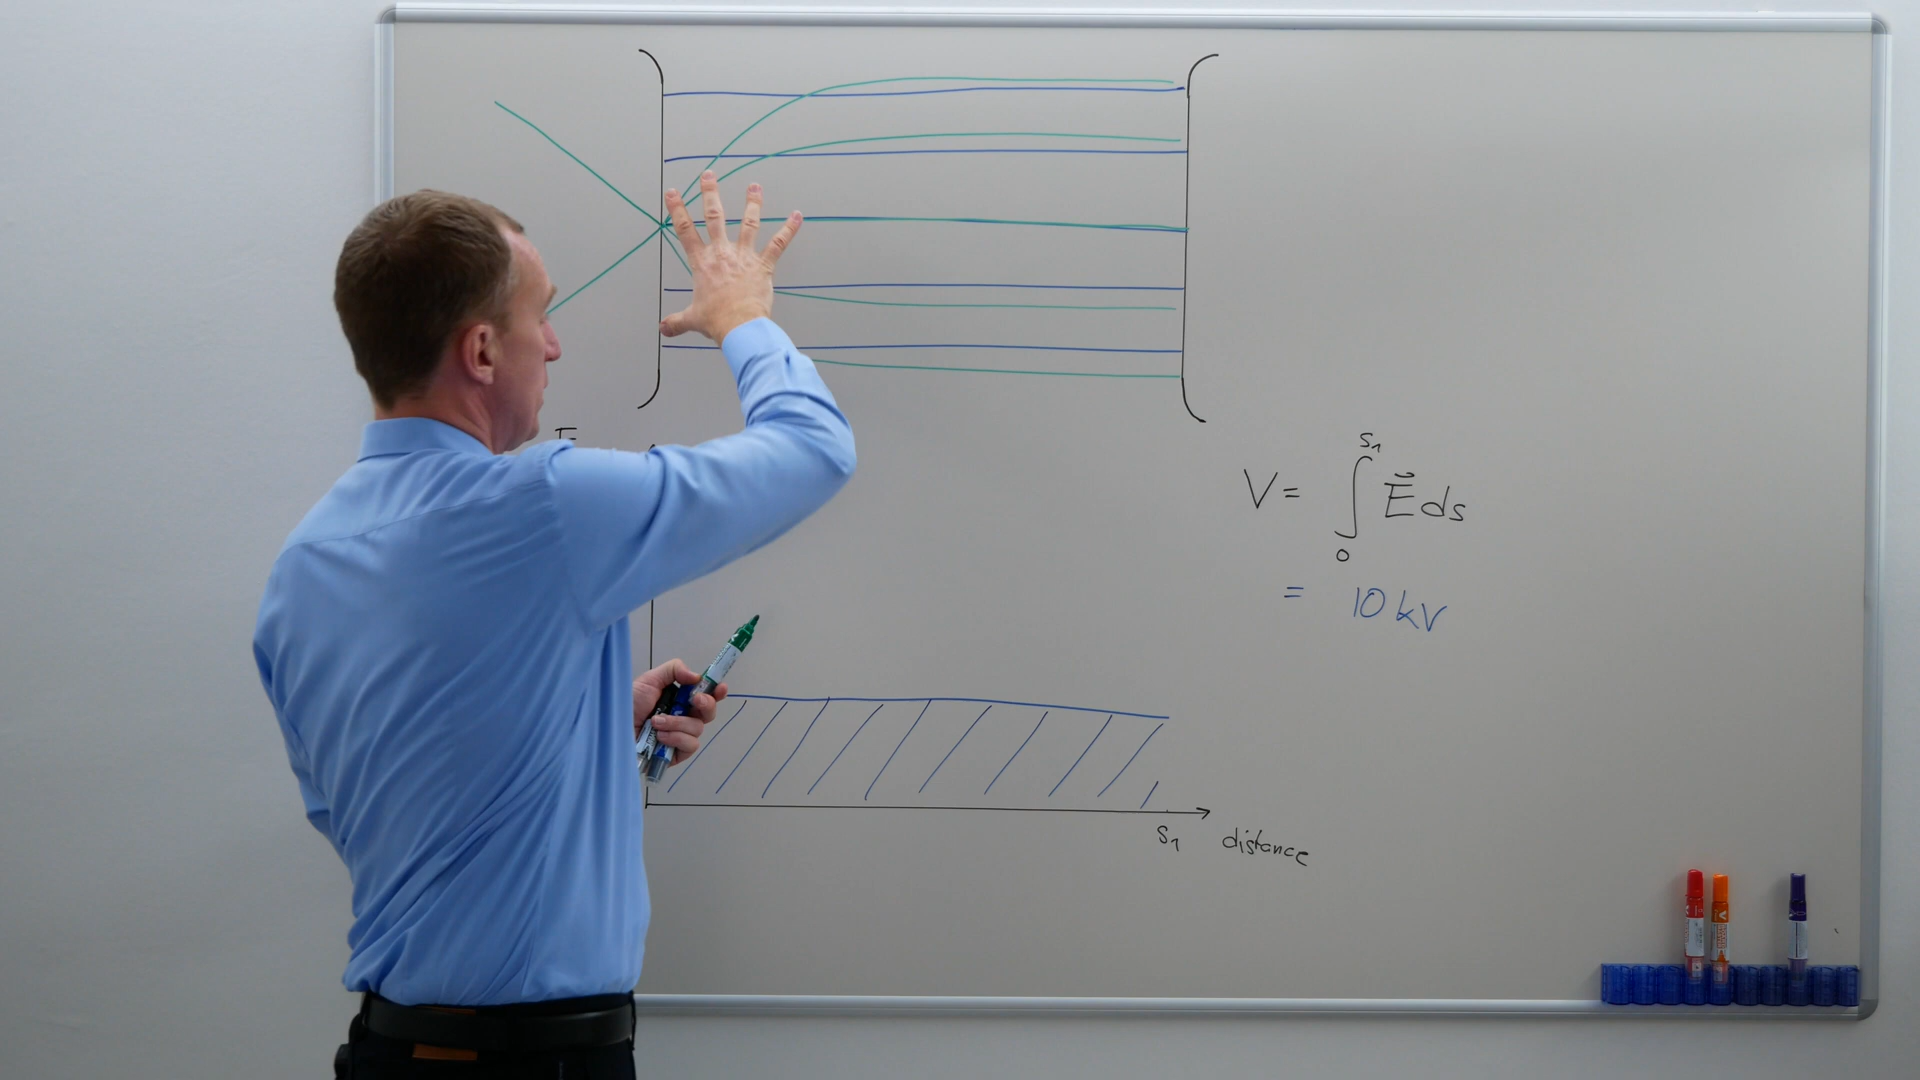 E
V = ∫₀^{s₁} E⃗ ds
= 10 kV
s₁ distance